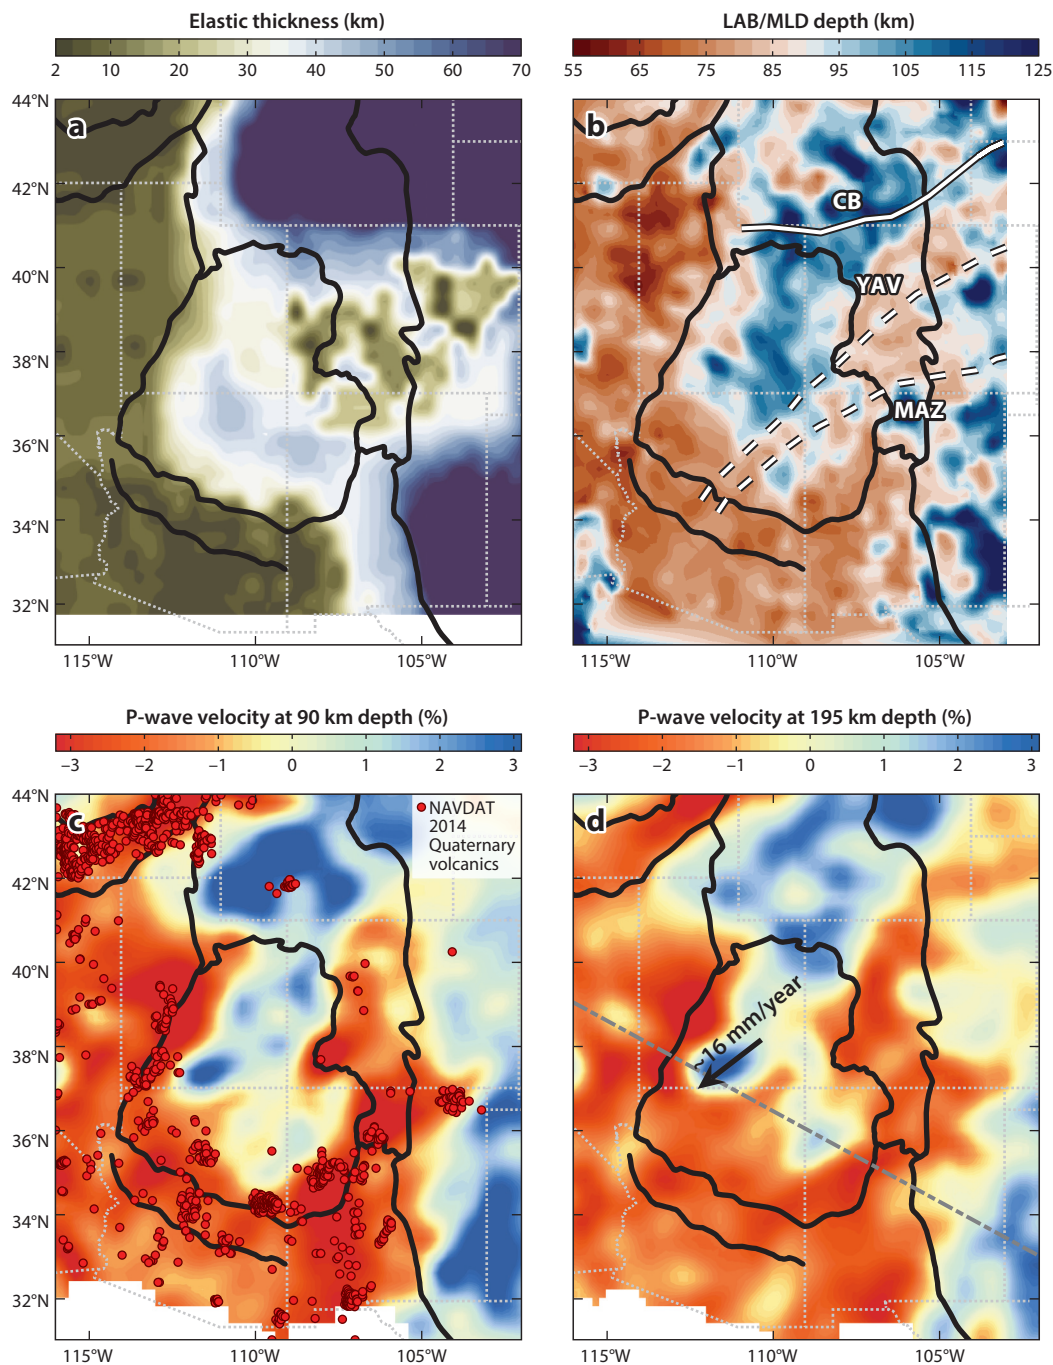 Elastic thickness (km)
2 10 20 30 40 50 60 70
LAB/MLD depth (km)
55 65 75 85 95 105 115 125
44°N
42°N
40°N
38°N
36°N
34°N
32°N
a
115°W 110°W 105°W
b
CB
YAV
MAZ
115°W 110°W 105°W
P-wave velocity at 90 km depth (%)
–3 –2 –1 0 1 2 3
P-wave velocity at 195 km depth (%)
–3 –2 –1 0 1 2 3
44°N
42°N
40°N
38°N
36°N
34°N
32°N
c
NAVDAT
2014
Quaternary
volcanics
115°W 110°W 105°W
d
~16 mm/year
115°W 110°W 105°W